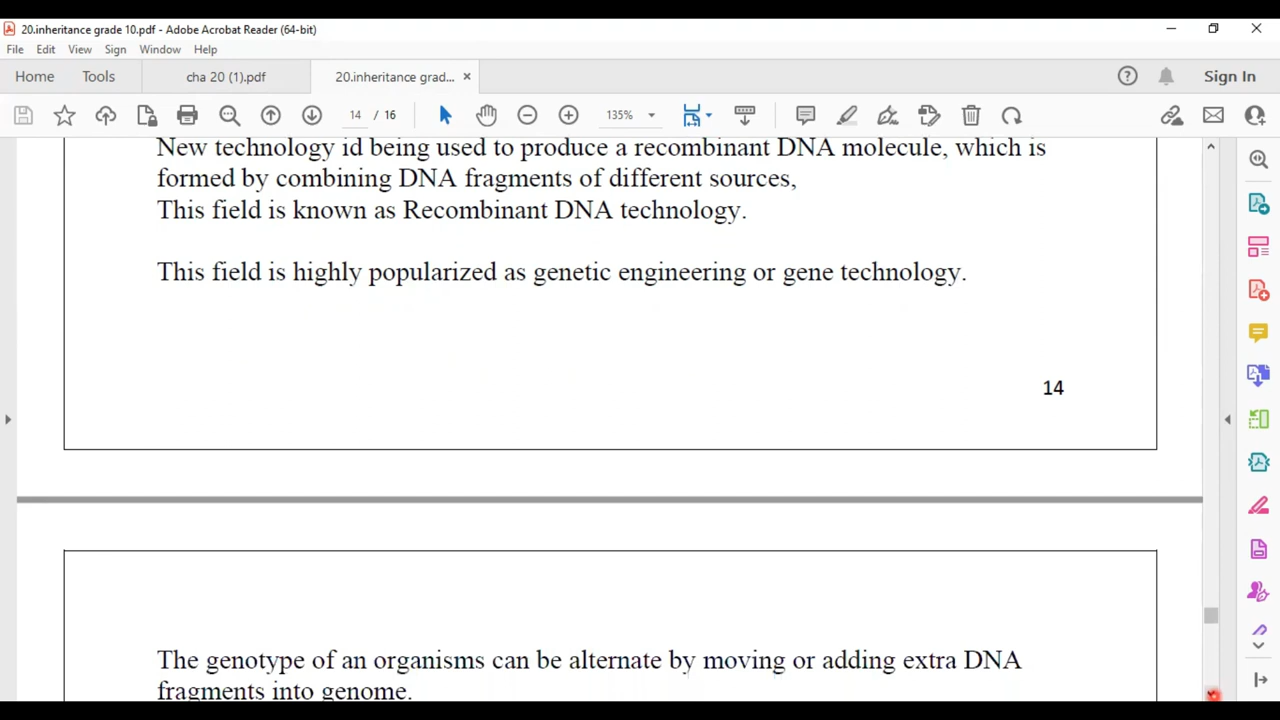 20.inheritance grade 10.pdf - Adobe Acrobat Reader (64-bit)
File Edit View Sign Window Help
Home Tools cha 20 (1).pdf 20.inheritance grad... × Sign In
14 / 16 135%
New technology id being used to produce a recombinant DNA molecule, which is
formed by combining DNA fragments of different sources,
This field is known as Recombinant DNA technology.
This field is highly popularized as genetic engineering or gene technology.
14
The genotype of an organisms can be alternate by moving or adding extra DNA
fragments into genome.